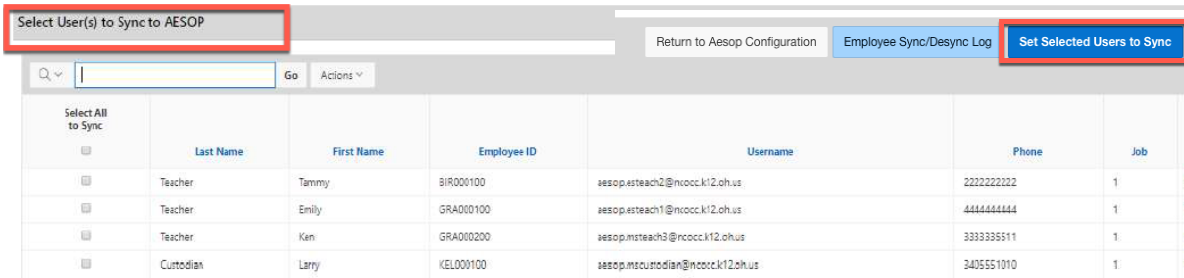 Select User(s) to Sync to AESOP
Return to Aesop Configuration Employee Sync/Desync Log Set Selected Users to Sync
Go Actions
Select All
to Sync
Last Name First Name Employee ID Username Phone Job
Teacher Tammy BIR000100 aesop.esteach2@ncocc.k12.oh.us 2222222222 1
Teacher Emily GRA000100 aesop.esteach1@ncocc.k12.oh.us 4444444444 1
Teacher Ken GRA000200 aesop.msteach3@ncocc.k12.oh.us 3333335511 1
Custodian Larry KEL000100 aesop.mscustodian@ncocc.k12.oh.us 3405551010 1